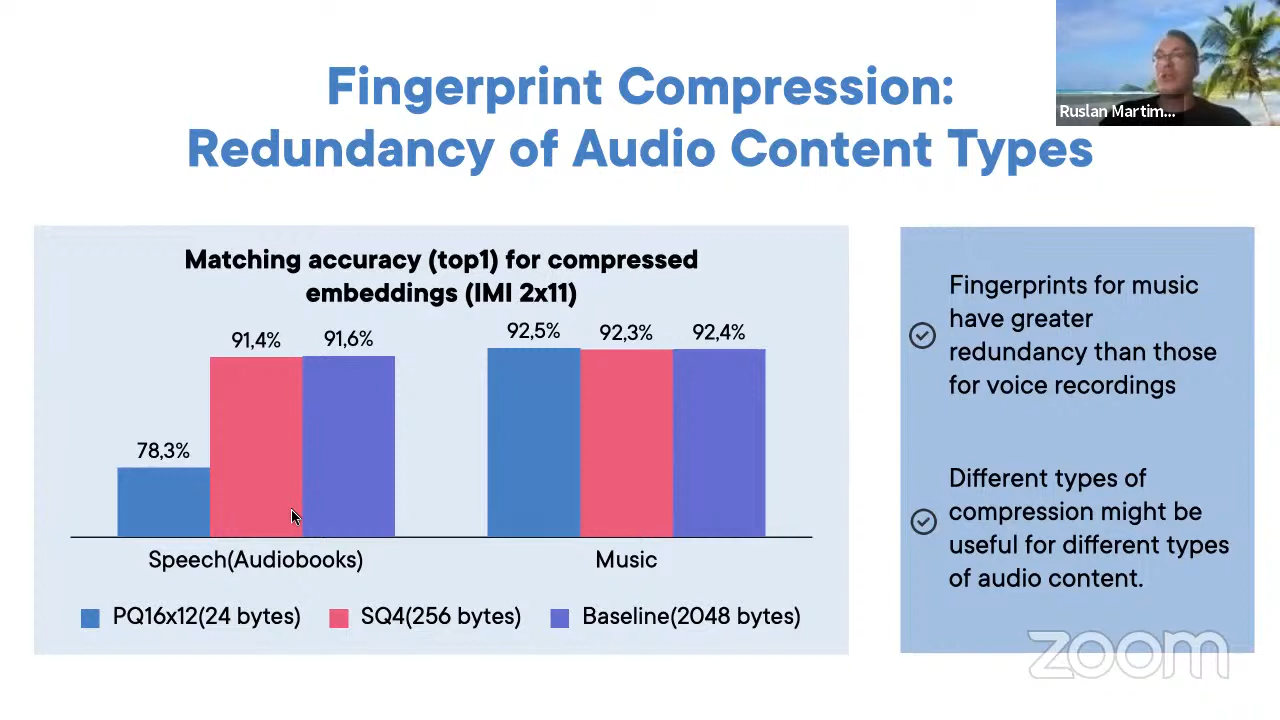 Fingerprint Compression:
Redundancy of Audio Content Types
Ruslan Martim...
Matching accuracy (top1) for compressed
embeddings (IMI 2x11)
78,3%
91,4%
91,6%
92,5%
92,3%
92,4%
Speech(Audiobooks)
Music
PQ16x12(24 bytes)
SQ4(256 bytes)
Baseline(2048 bytes)
Fingerprints for music
have greater
redundancy than those
for voice recordings
Different types of
compression might be
useful for different types
of audio content.
zoom